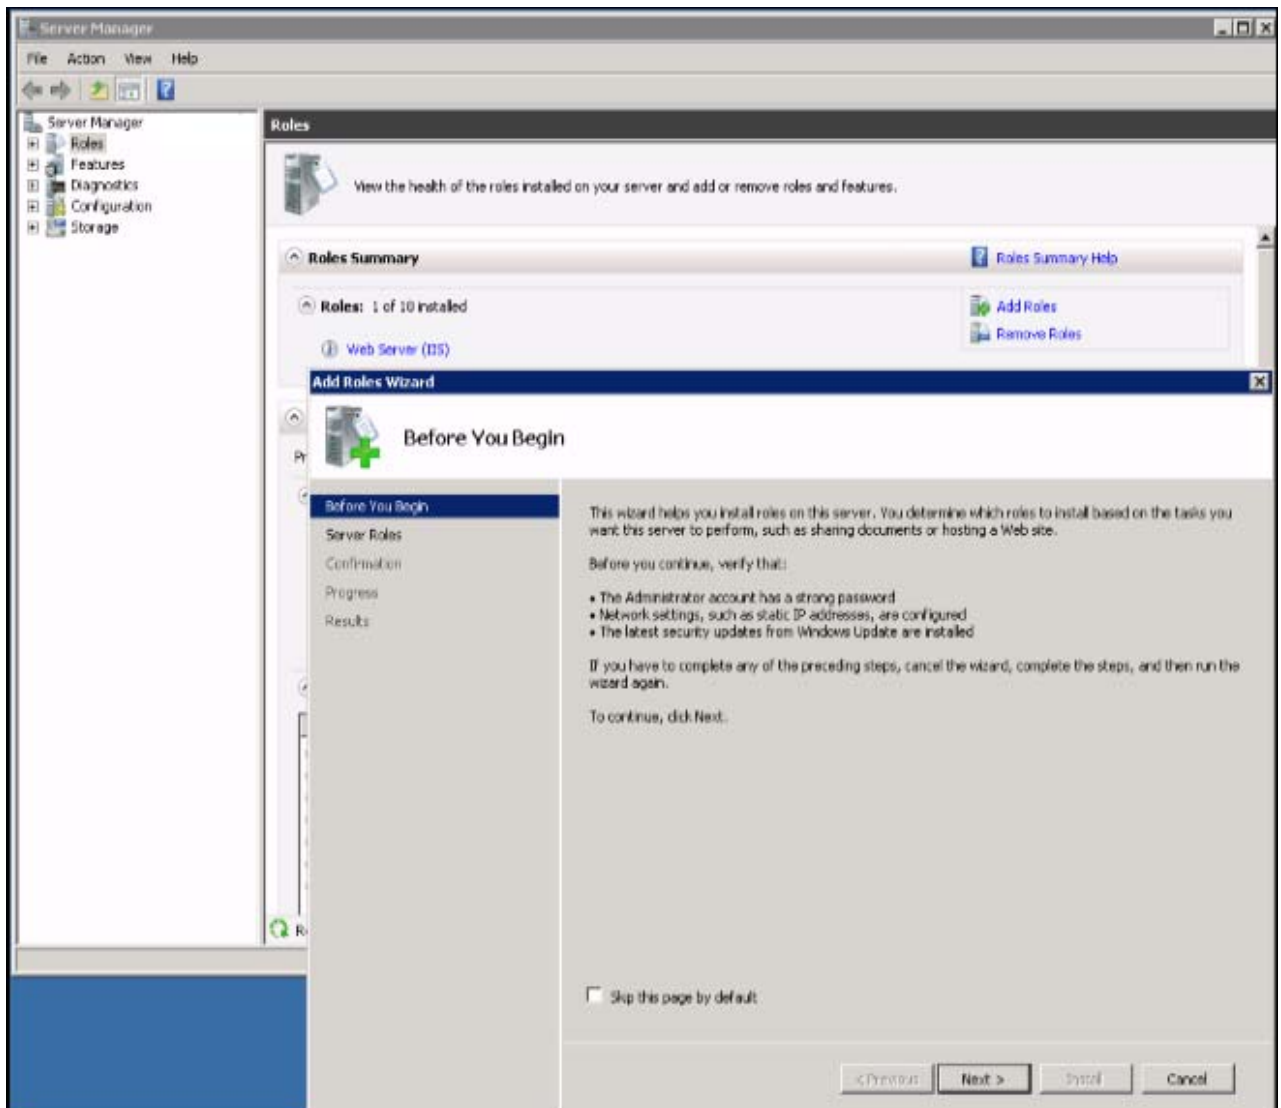 Server Manager
File Action View Help
Server Manager
Roles
Features
Diagnostics
Configuration
Storage
Roles
View the health of the roles installed on your server and add or remove roles and features.
Roles Summary
Roles Summary Help
Roles: 1 of 10 installed
Add Roles
Remove Roles
Web Server (IIS)
Add Roles Wizard
Before You Begin
Pr
Before You Begin
Server Roles
Confirmation
Progress
Results
This wizard helps you install roles on this server. You determine which roles to install based on the tasks you
want this server to perform, such as sharing documents or hosting a Web site.
Before you continue, verify that:
• The Administrator account has a strong password
• Network settings, such as static IP addresses, are configured
• The latest security updates from Windows Update are installed
If you have to complete any of the preceding steps, cancel the wizard, complete the steps, and then run the
wizard again.
To continue, click Next.
R
Skip this page by default
< Previous Next > Install Cancel